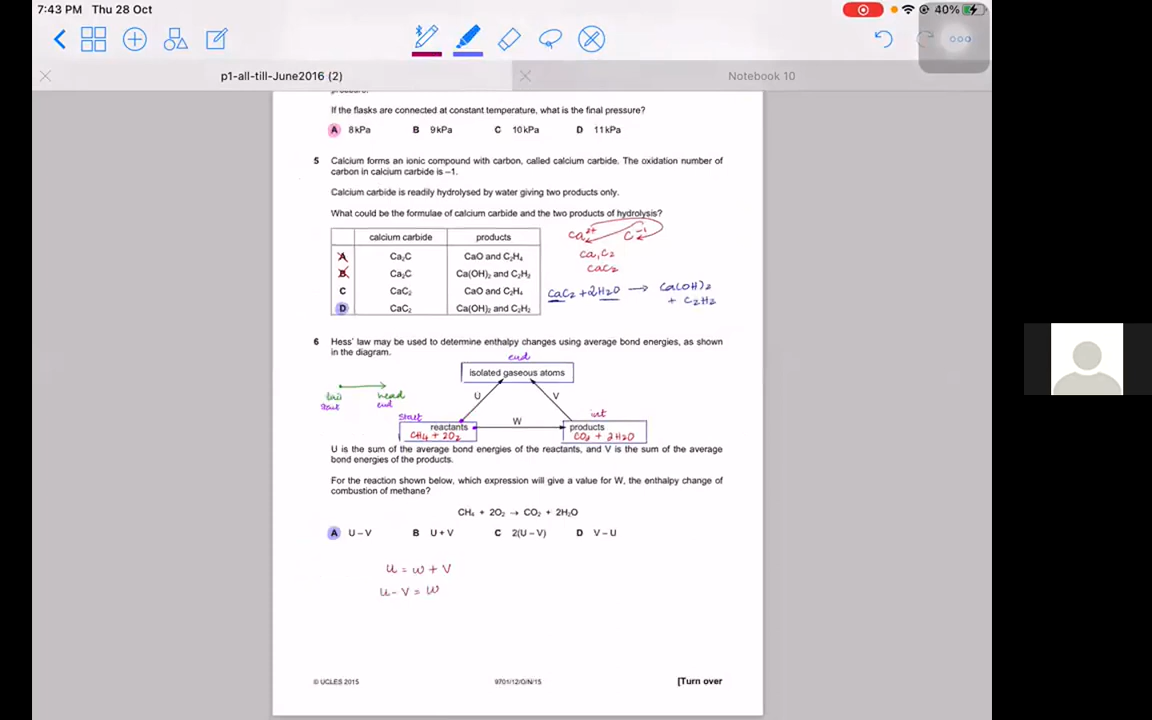 7:43 PM Thu 28 Oct
40%
p1-all-till-June2016 (2)
Notebook 10
If the flasks are connected at constant temperature, what is the final pressure?
A 8 kPa B 9 kPa C 10 kPa D 11 kPa
5 Calcium forms an ionic compound with carbon, called calcium carbide. The oxidation number of
carbon in calcium carbide is –1.
Calcium carbide is readily hydrolysed by water giving two products only.
What could be the formulae of calcium carbide and the two products of hydrolysis?
Ca²⁺ C⁻¹
calcium carbide products
Ca₁C₂
A Ca₂C CaO and C₂H₄
CaC₂
B Ca₂C Ca(OH)₂ and C₂H₂
C CaC₂ CaO and C₂H₄
CaC₂ + 2H₂O → Ca(OH)₂
+ C₂H₂
D CaC₂ Ca(OH)₂ and C₂H₂
6 Hess' law may be used to determine enthalpy changes using average bond energies, as shown
in the diagram.
end
isolated gaseous atoms
tail head
start end
U V
start int
W
reactants products
CH₄ + 2O₂ CO₂ + 2H₂O
U is the sum of the average bond energies of the reactants, and V is the sum of the average
bond energies of the products.
For the reaction shown below, which expression will give a value for W, the enthalpy change of
combustion of methane?
CH₄ + 2O₂ → CO₂ + 2H₂O
A U – V B U + V C 2(U – V) D V – U
U = W + V
U - V = W
© UCLES 2015 9701/12/O/N/15 [Turn over